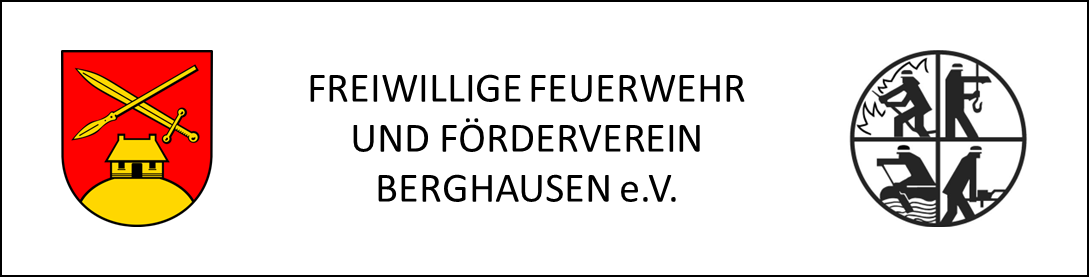 FREIWILLIGE FEUERWEHR
UND FÖRDERVEREIN
BERGHAUSEN e.V.